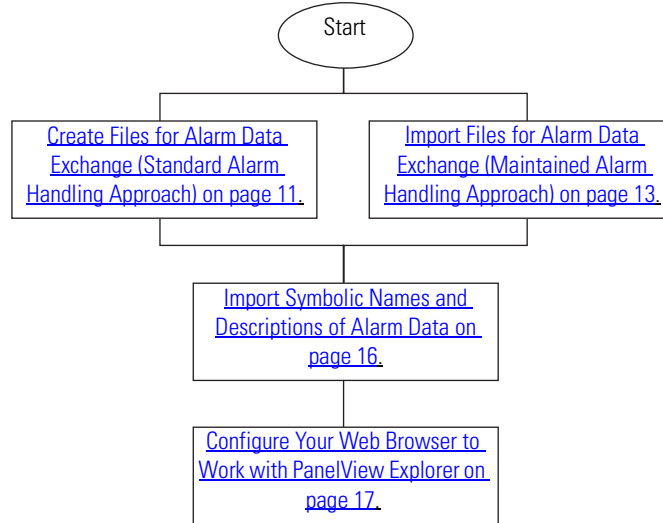 Start
Create Files for Alarm Data
Exchange (Standard Alarm
Handling Approach) on page 11.
Import Files for Alarm Data
Exchange (Maintained Alarm
Handling Approach) on page 13.
Import Symbolic Names and
Descriptions of Alarm Data on
page 16.
Configure Your Web Browser to
Work with PanelView Explorer on
page 17.